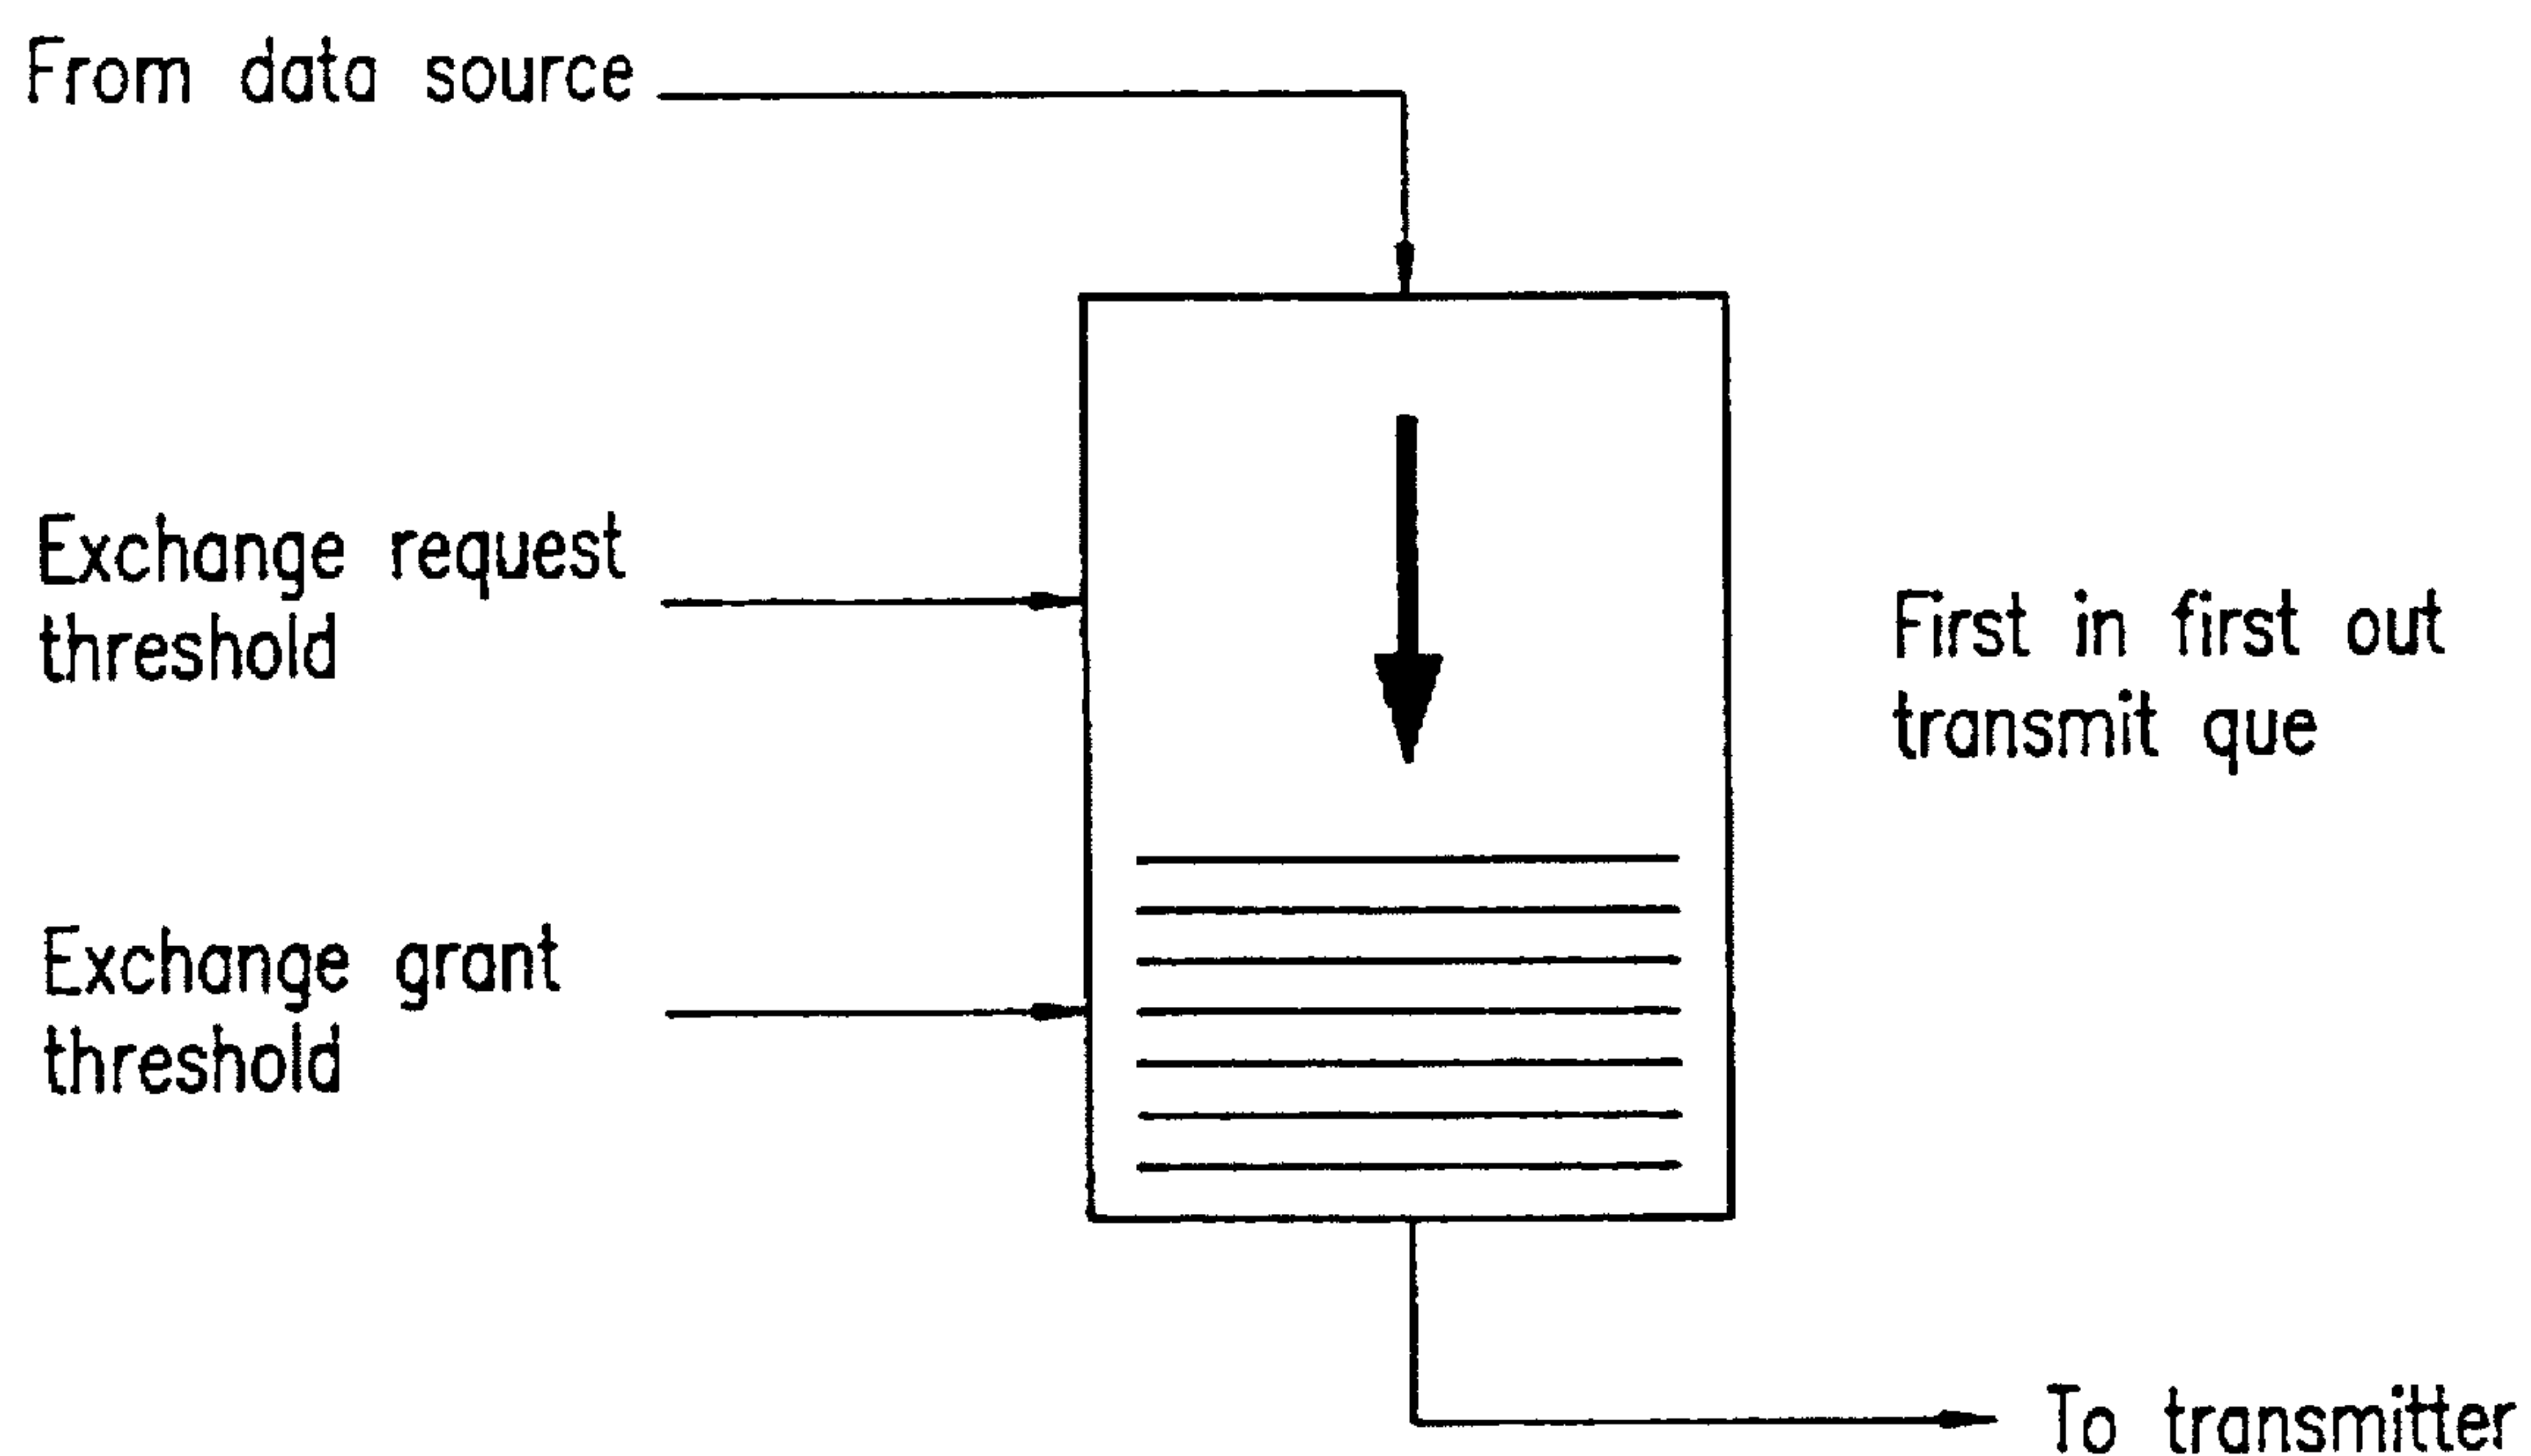 From data source
Exchange request
threshold
First in first out
transmit que
Exchange grant
threshold
To transmitter